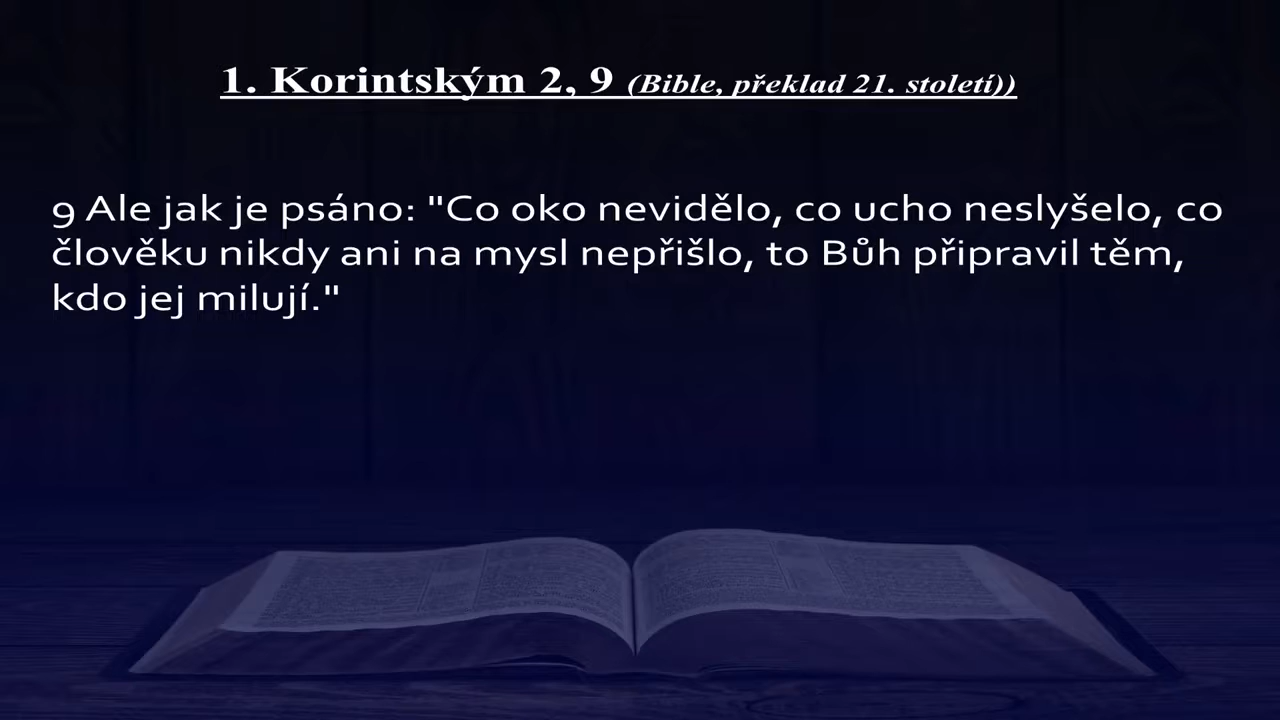 1. Korintským 2, 9 (Bible, překlad 21. století))
9 Ale jak je psáno: "Co oko nevidělo, co ucho neslyšelo, co
člověku nikdy ani na mysl nepřišlo, to Bůh připravil těm,
kdo jej milují."